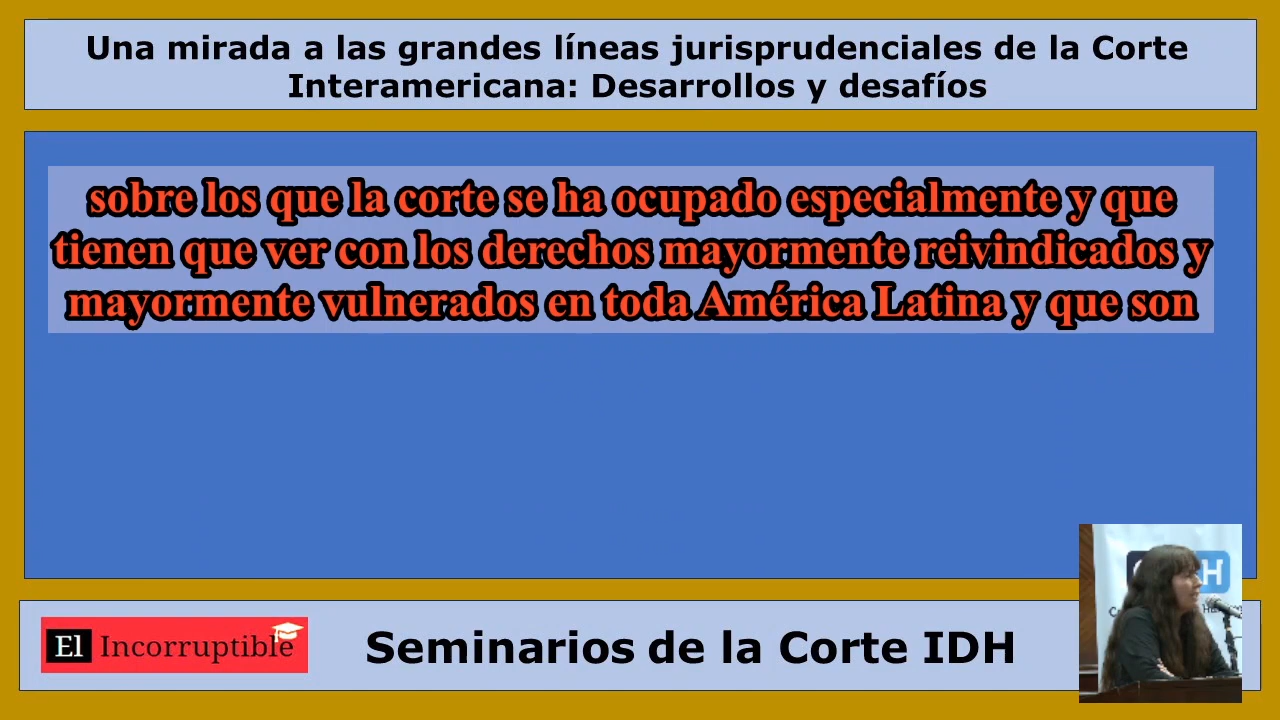 Una mirada a las grandes líneas jurisprudenciales de la Corte
Interamericana: Desarrollos y desafíos
sobre los que la corte se ha ocupado especialmente y que
tienen que ver con los derechos mayormente reivindicados y
mayormente vulnerados en toda América Latina y que son
El Incorruptible
Seminarios de la Corte IDH